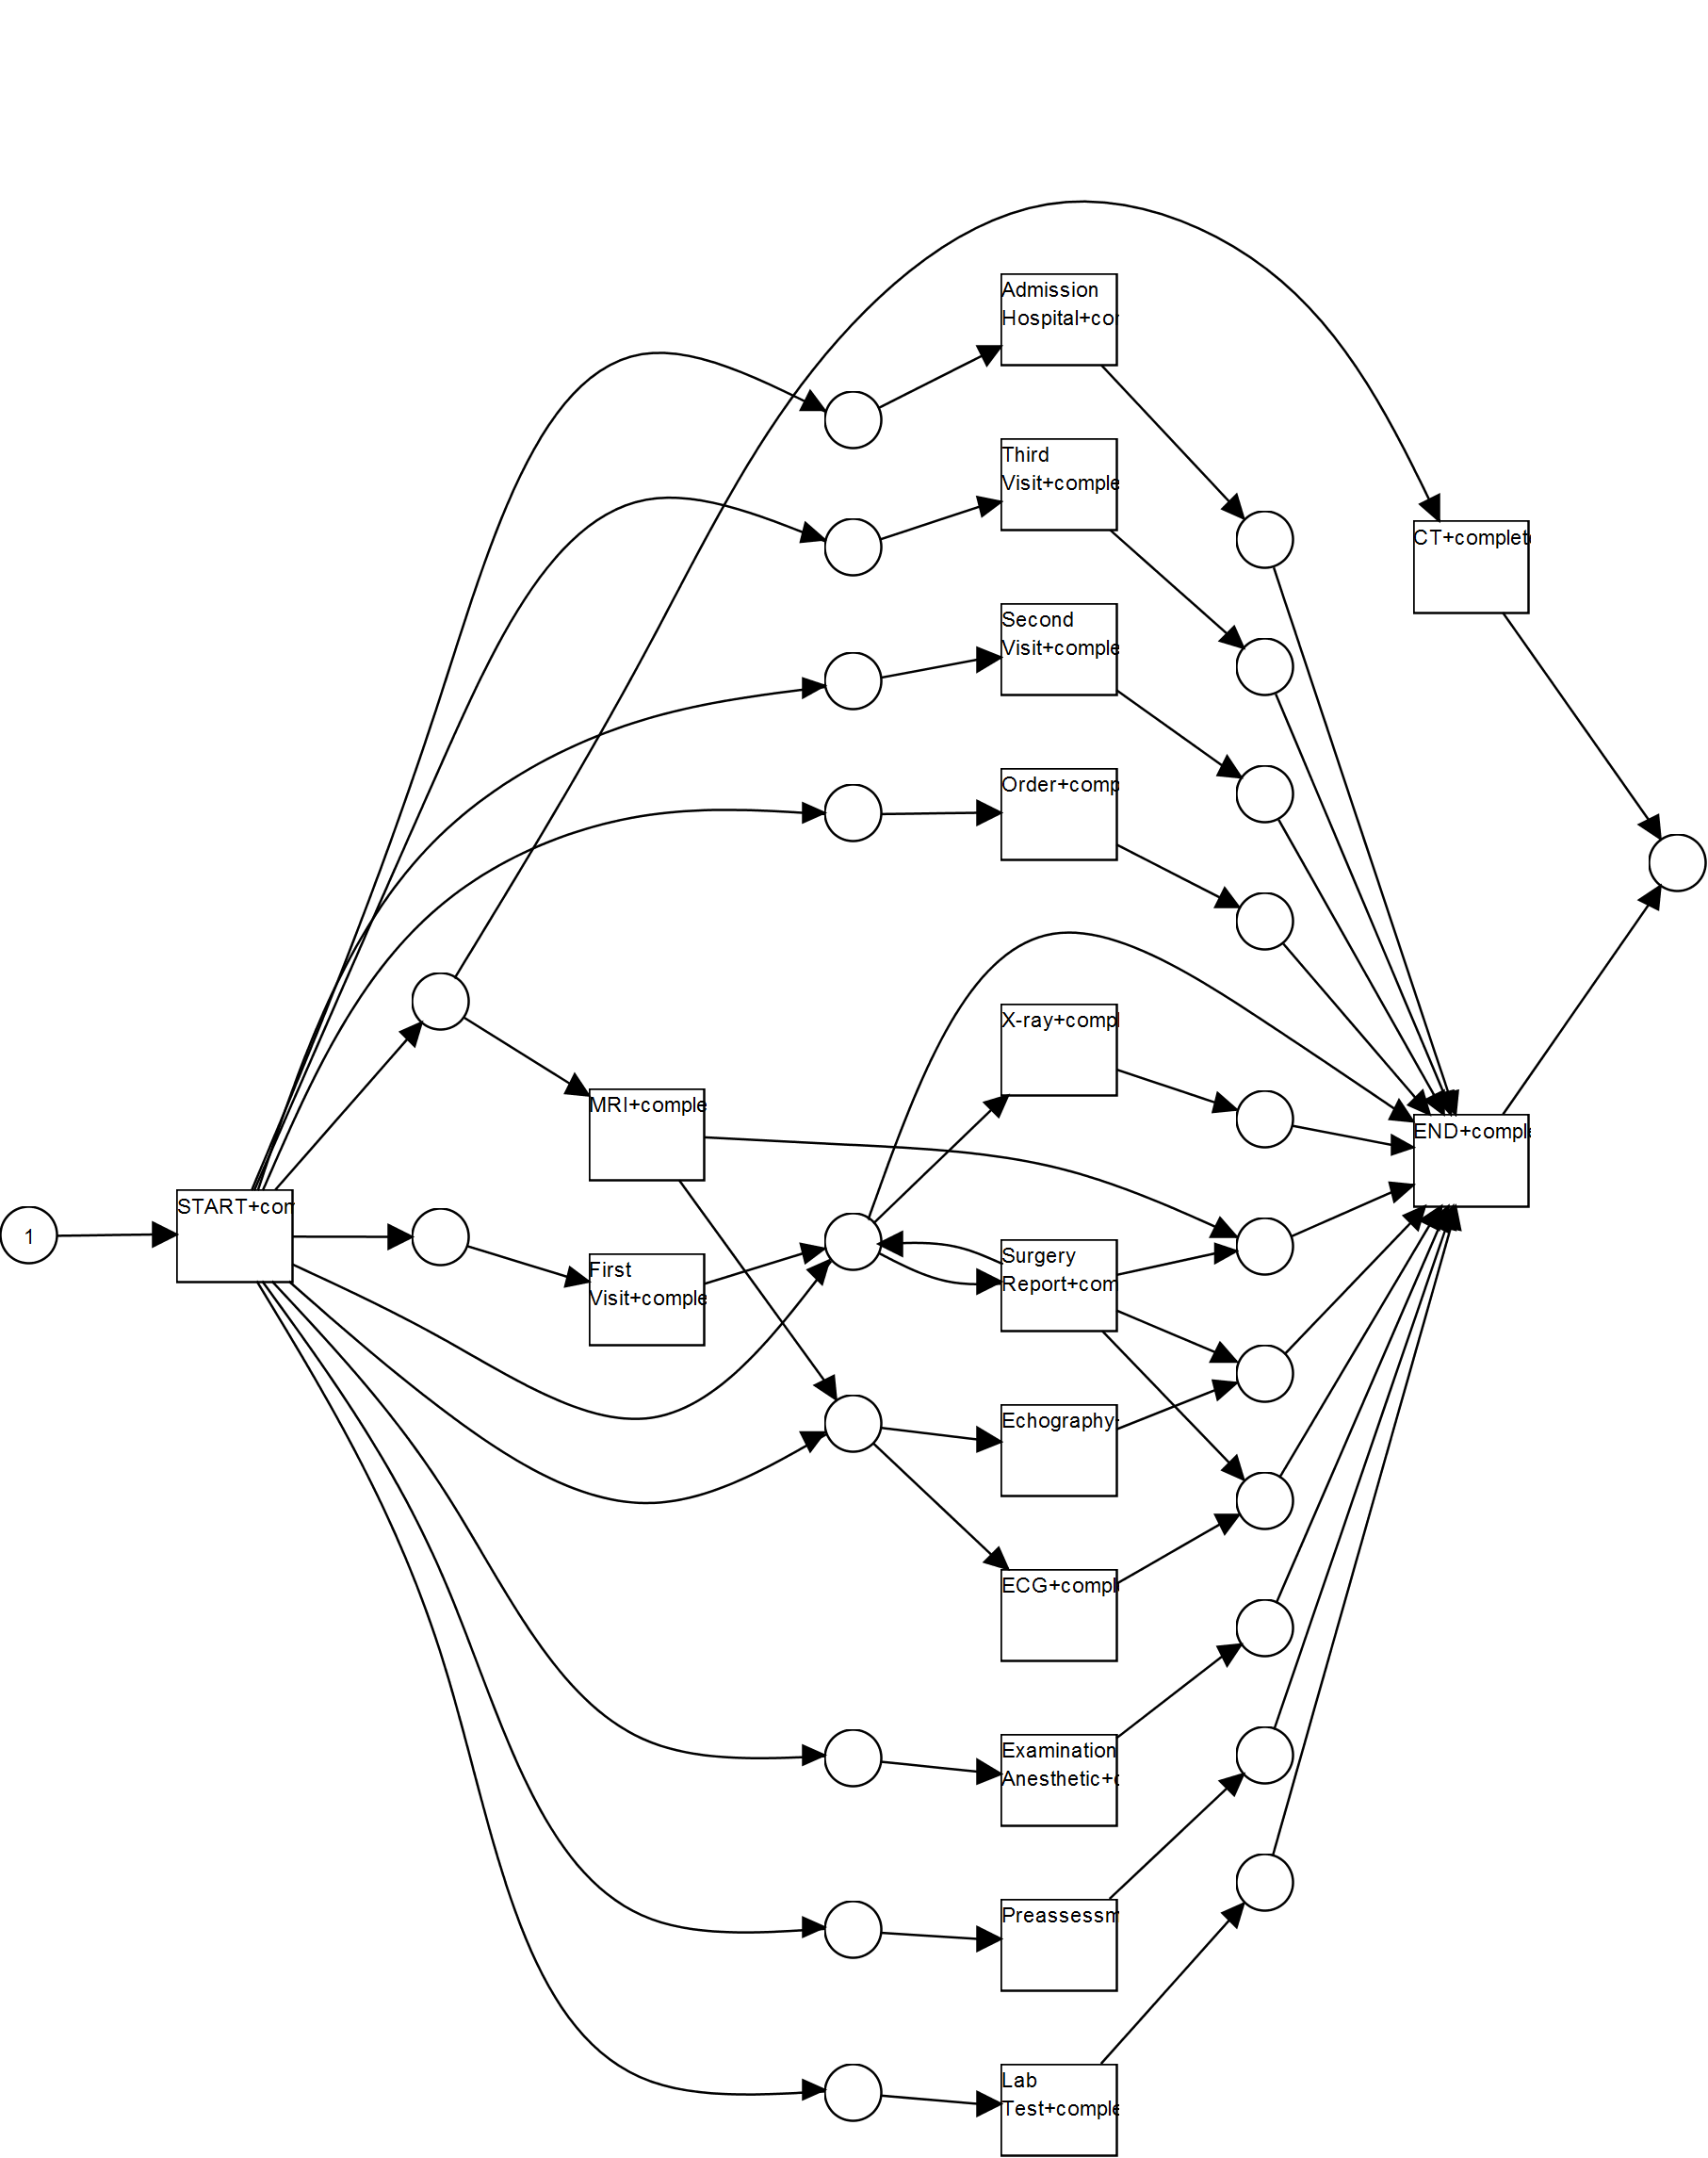 Admission
Hospital+cor
Third
Visit+comple
CT+complet
Second
Visit+comple
Order+comp
X-ray+compl
MRI+comple
END+comple
START+con
1
Surgery
Report+com
First
Visit+comple
Echography
ECG+compl
Examination
Anesthetic+c
Preassessm
Lab
Test+comple